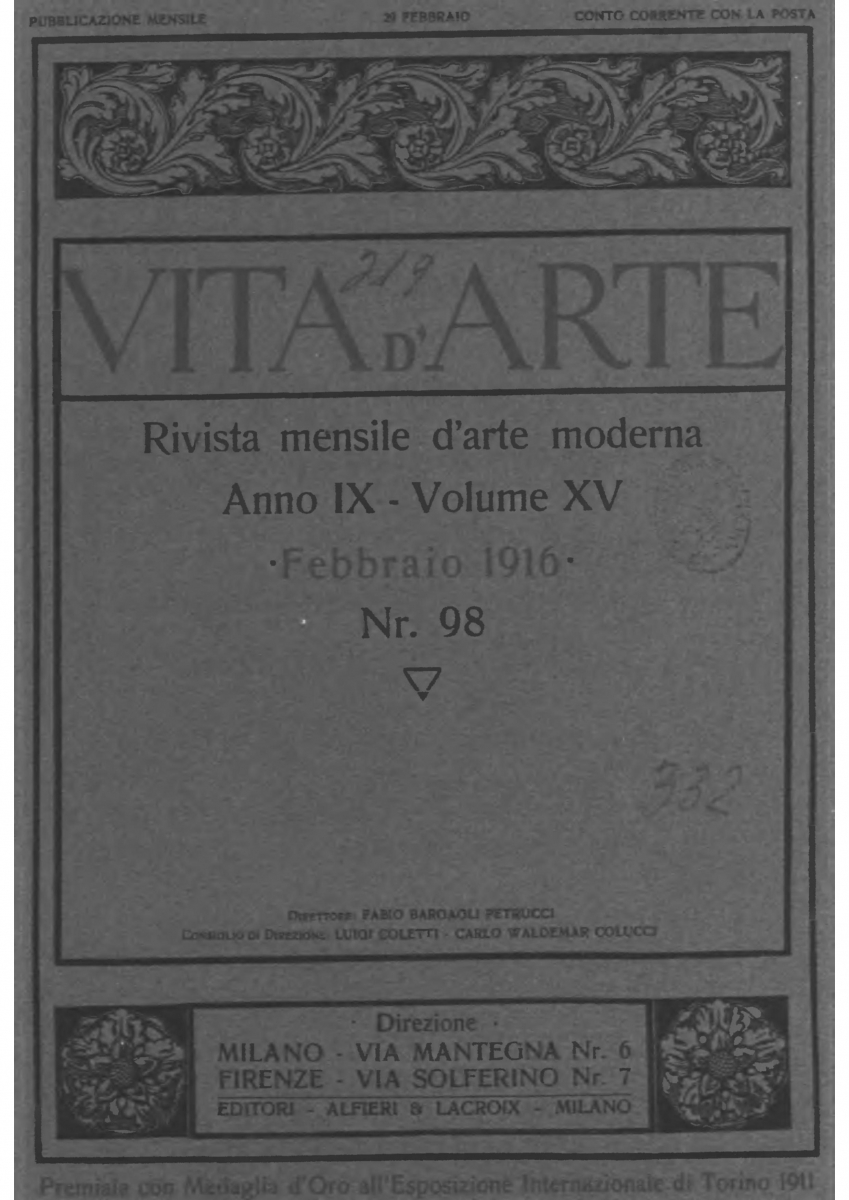 PUBBLICAZIONE MENSILE 29 FEBBRAIO CONTO CORRENTE CON LA POSTA
219
VITA D'ARTE
Rivista mensile d'arte moderna
Anno IX - Volume XV
·Febbraio 1916·
Nr. 98
332
Direttore: FABIO BARGAGLI PETRUCCI
Consiglio di Direzione: LUIGI COLETTI - CARLO WALDEMAR COLUCCI
· Direzione ·
MILANO - VIA MANTEGNA Nr. 6
FIRENZE - VIA SOLFERINO Nr. 7
EDITORI - ALFIERI & LACROIX - MILANO
Premiata con Medaglia d'Oro all'Esposizione Internazionale di Torino 1911